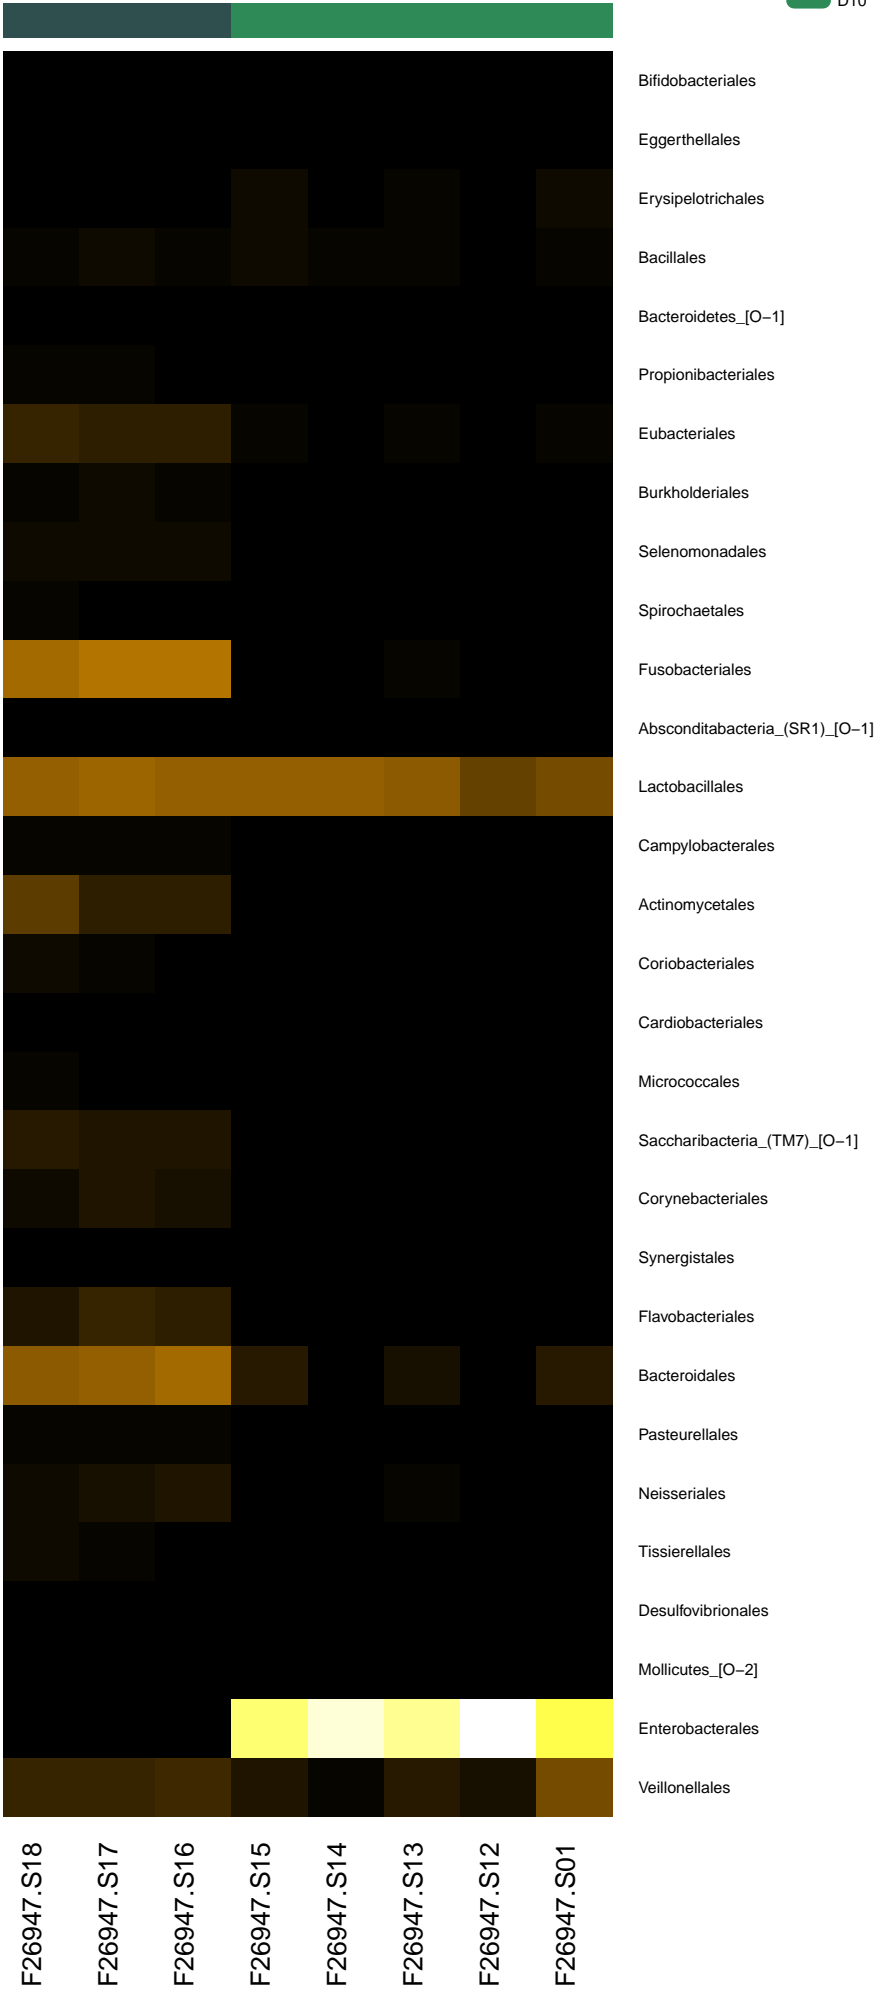 D10
Bifidobacteriales
Eggerthellales
Erysipelotrichales
Bacillales
Bacteroidetes_[O−1]
Propionibacteriales
Eubacteriales
Burkholderiales
Selenomonadales
Spirochaetales
Fusobacteriales
Absconditabacteria_(SR1)_[O−1]
Lactobacillales
Campylobacterales
Actinomycetales
Coriobacteriales
Cardiobacteriales
Micrococcales
Saccharibacteria_(TM7)_[O−1]
Corynebacteriales
Synergistales
Flavobacteriales
Bacteroidales
Pasteurellales
Neisseriales
Tissierellales
Desulfovibrionales
Mollicutes_[O−2]
Enterobacterales
Veillonellales
F26947.S18
F26947.S17
F26947.S16
F26947.S15
F26947.S14
F26947.S13
F26947.S12
F26947.S01